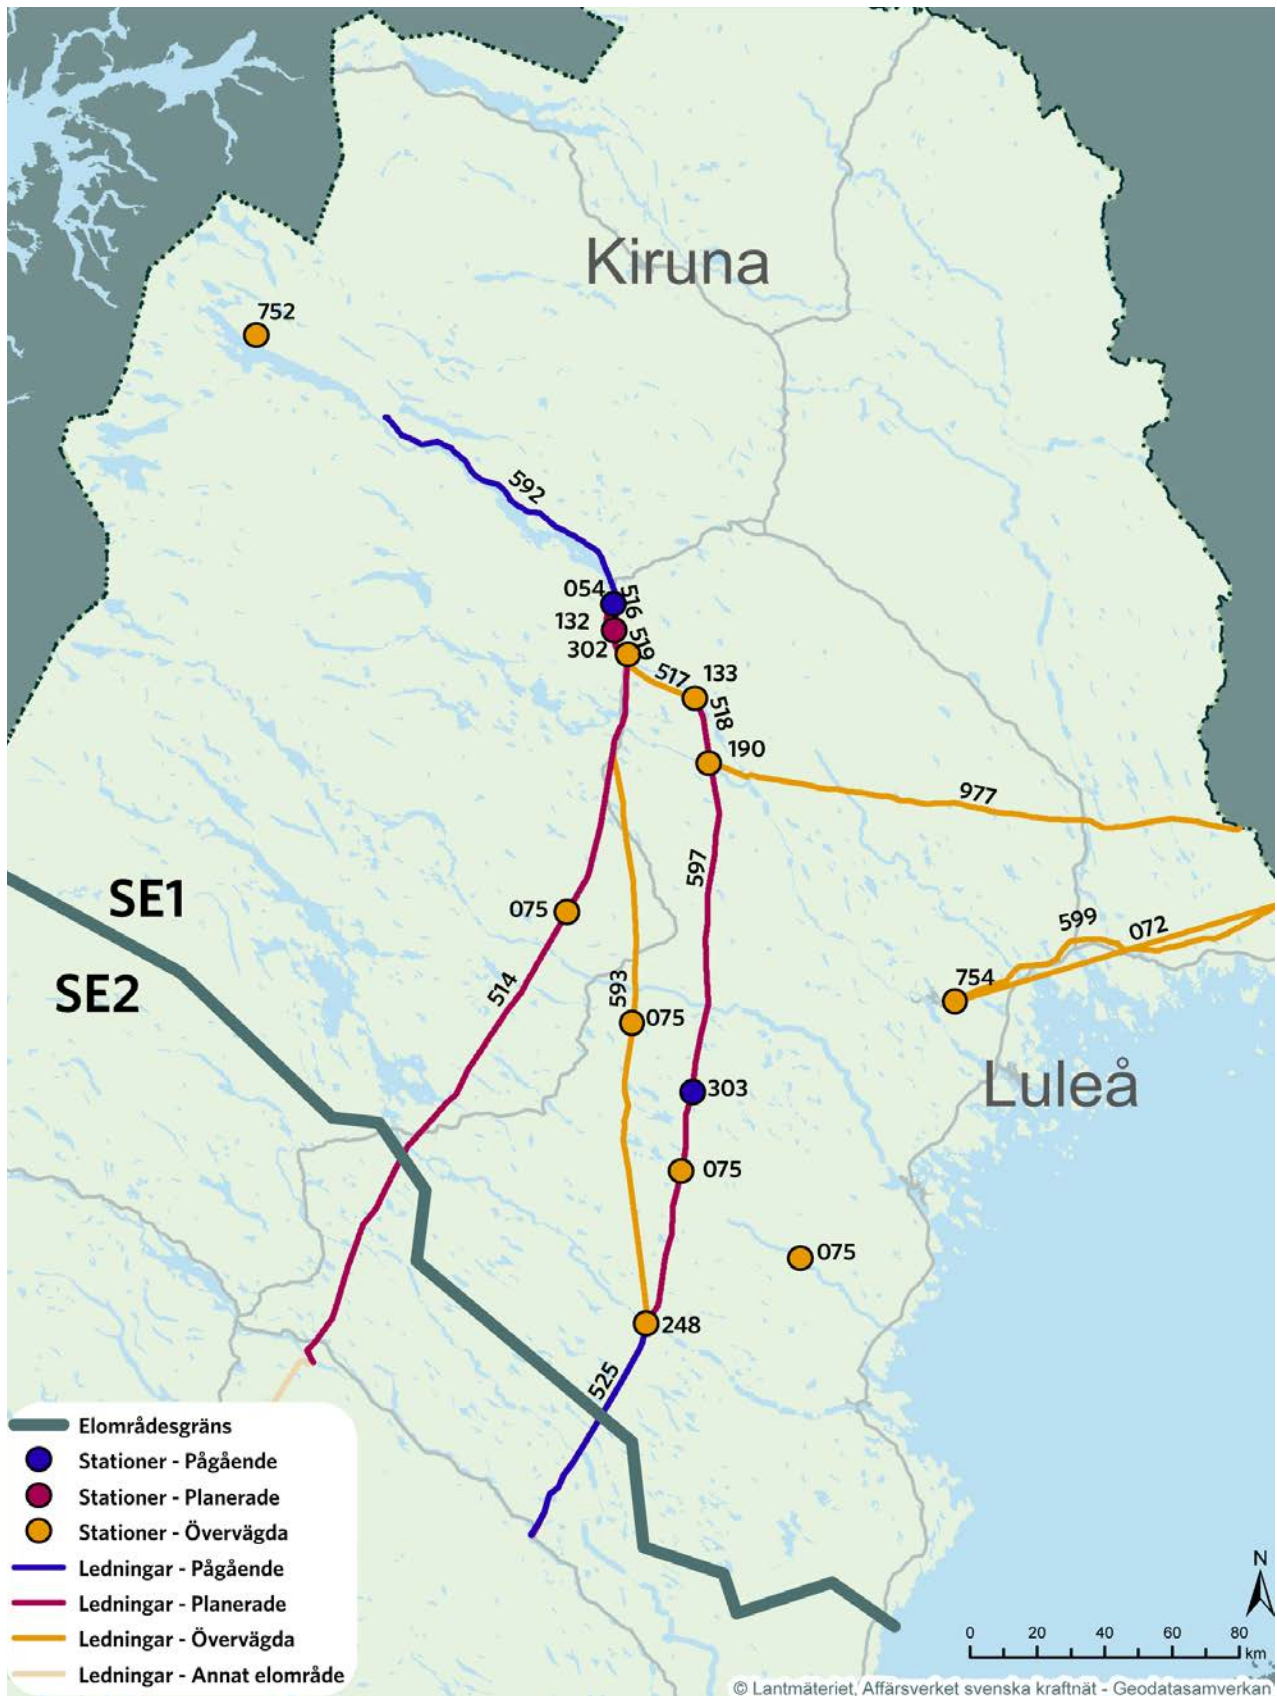 Kiruna
752
592
054
516
132
519
302
517
133
518
190
977
597
SE1
075
599
072
514
SE2
593
754
075
Luleå
303
075
075
248
525
Elområdesgräns
Stationer - Pågående
Stationer - Planerade
Stationer - Övervägda
Ledningar - Pågående
Ledningar - Planerade
Ledningar - Övervägda
Ledningar - Annat elområde
N
0 20 40 60 80
km
© Lantmäteriet, Affärsverket svenska kraftnät - Geodatasamverkan